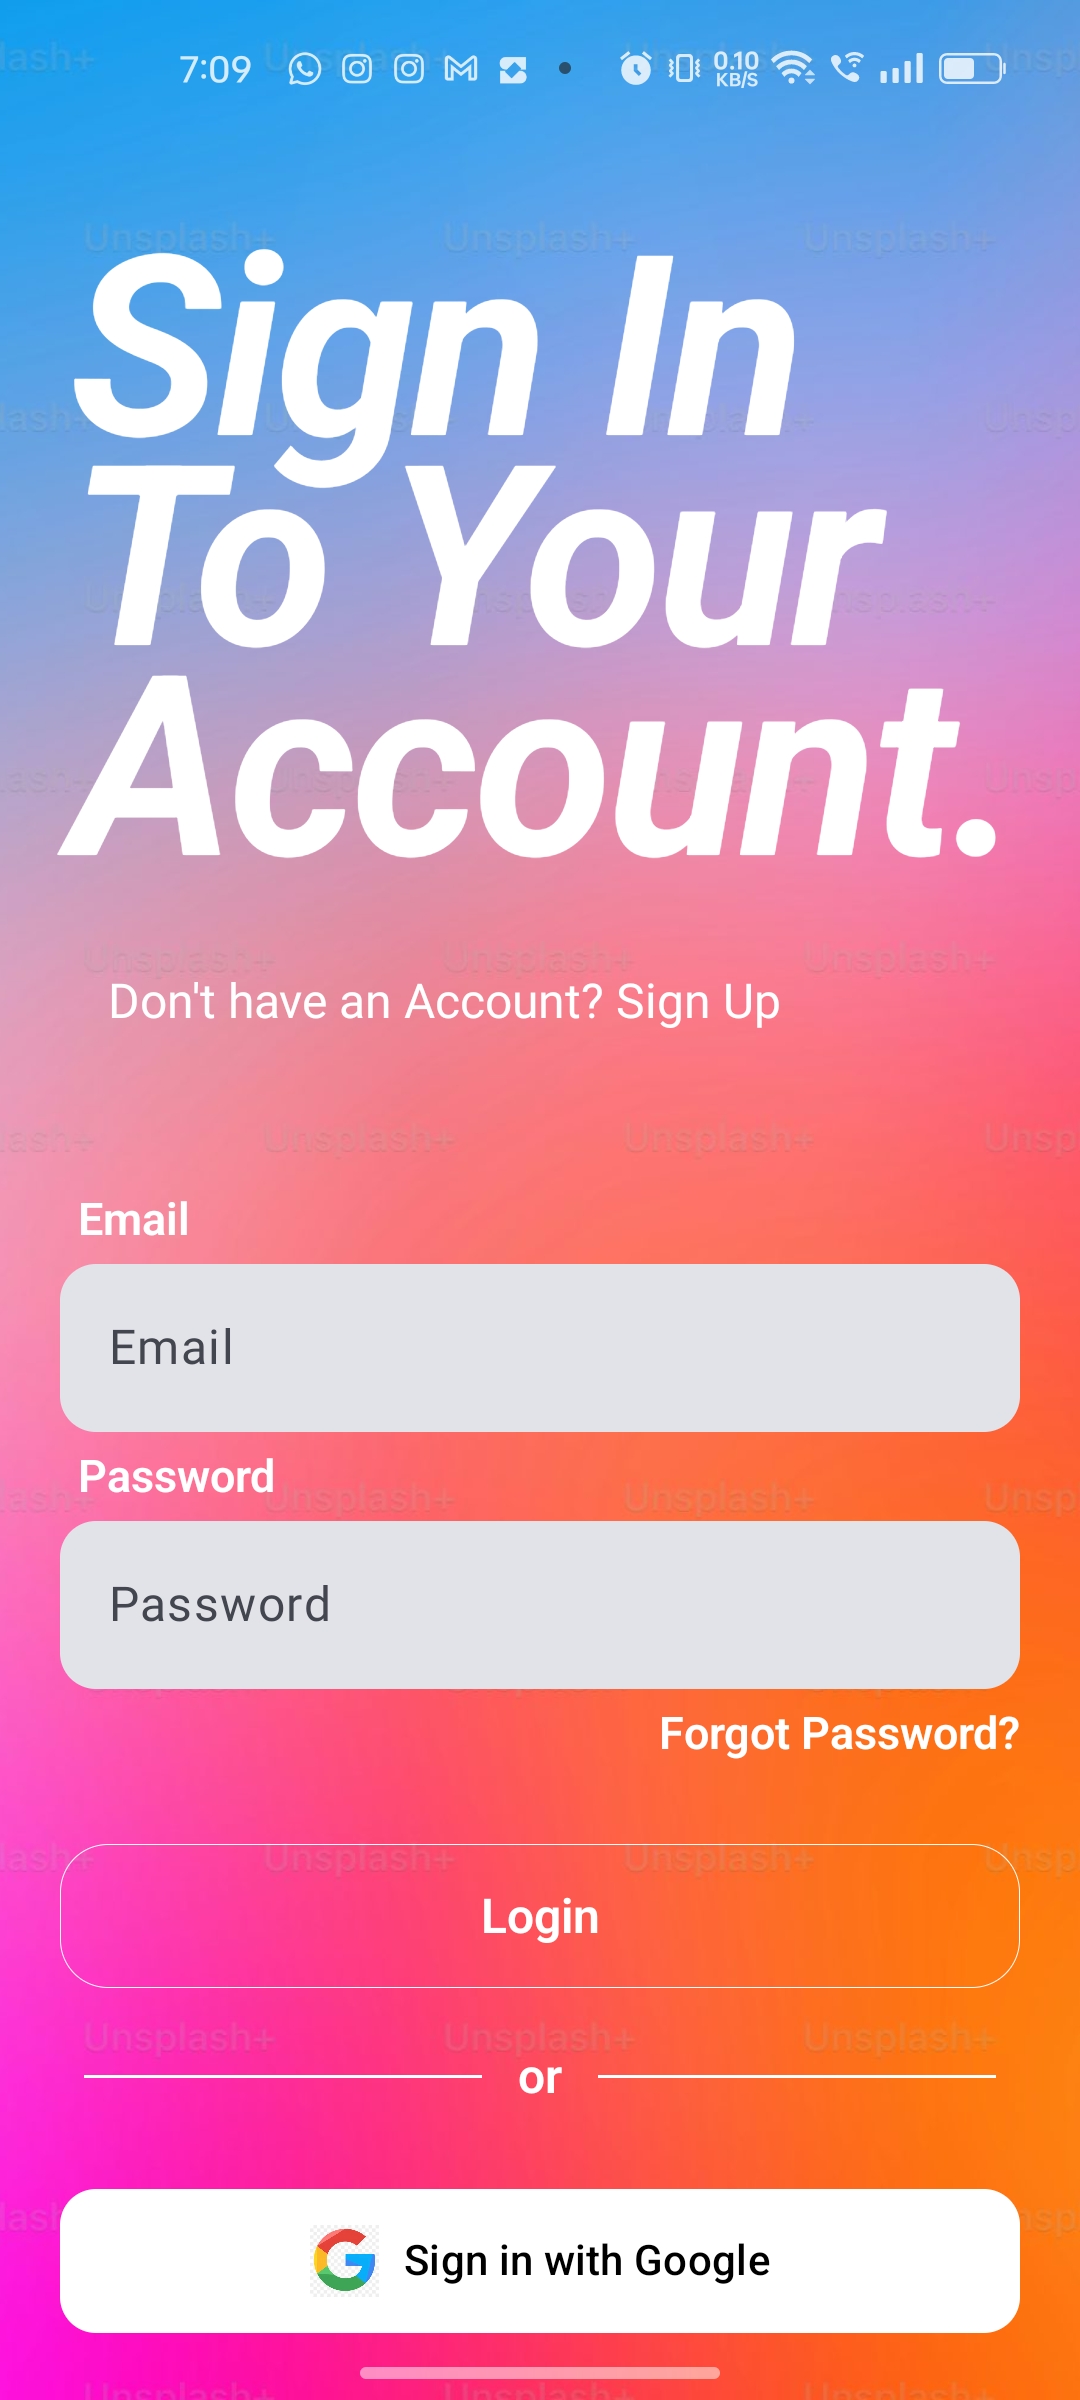 7:09 0.10 KB/S
Sign In
To Your
Account.
Don't have an Account? Sign Up
Email
Email
Password
Password
Forgot Password?
Login
or
Sign in with Google
Unsplash+